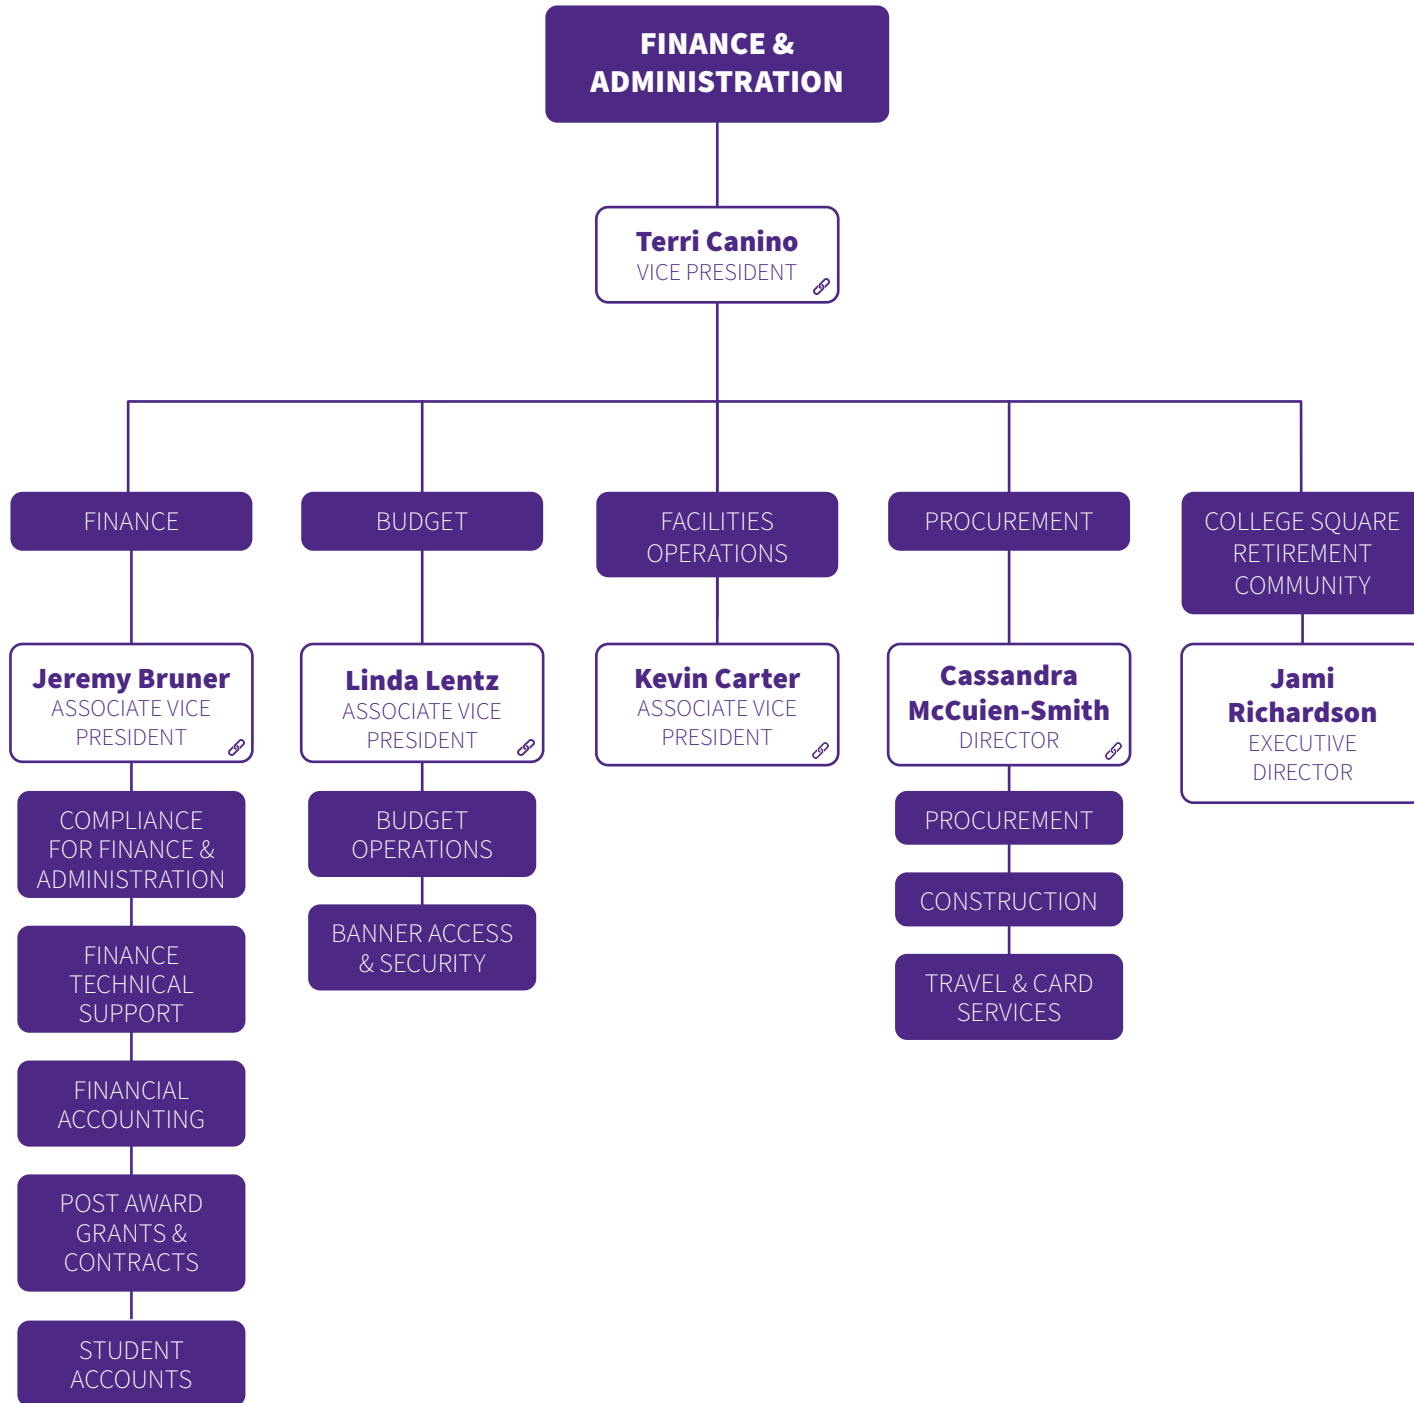 FINANCE &
ADMINISTRATION
Terri Canino
VICE PRESIDENT
FINANCE
BUDGET
FACILITIES
OPERATIONS
PROCUREMENT
COLLEGE SQUARE
RETIREMENT
COMMUNITY
Jeremy Bruner
ASSOCIATE VICE
PRESIDENT
Linda Lentz
ASSOCIATE VICE
PRESIDENT
Kevin Carter
ASSOCIATE VICE
PRESIDENT
Cassandra
McCuien-Smith
DIRECTOR
Jami
Richardson
EXECUTIVE
DIRECTOR
COMPLIANCE
FOR FINANCE &
ADMINISTRATION
FINANCE
TECHNICAL
SUPPORT
FINANCIAL
ACCOUNTING
POST AWARD
GRANTS &
CONTRACTS
STUDENT
ACCOUNTS
BUDGET
OPERATIONS
BANNER ACCESS
& SECURITY
PROCUREMENT
CONSTRUCTION
TRAVEL & CARD
SERVICES